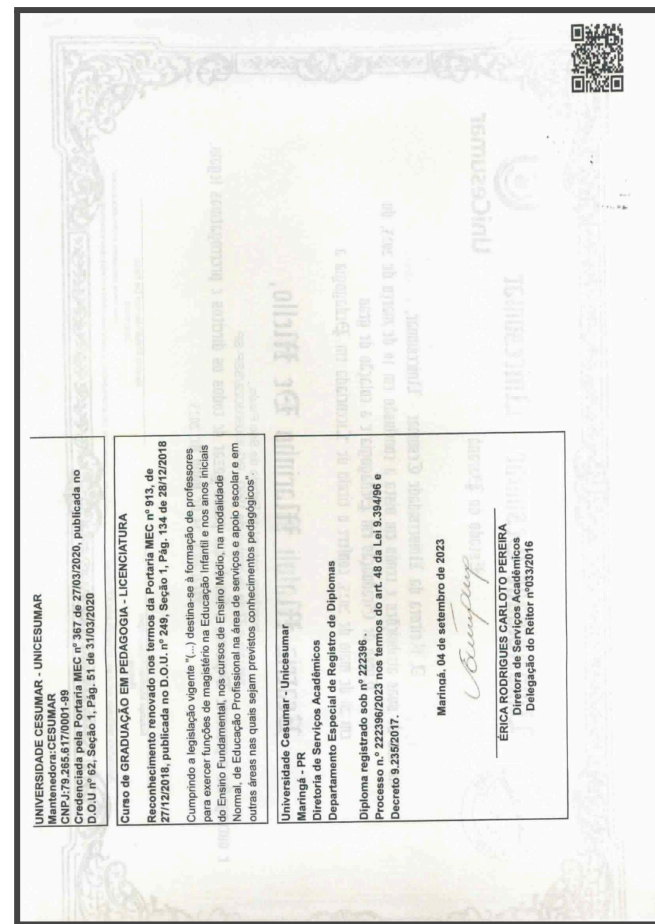 UNIVERSIDADE CESUMAR - UNICESUMAR
Mantenedora:CESUMAR
CNPJ:79.265.617/0001-99
Credenciada pela Portaria MEC nº 367 de 27/03/2020, publicada no
D.O.U nº 62, Seção 1, Pág. 51 de 31/03/2020
Curso de GRADUAÇÃO EM PEDAGOGIA - LICENCIATURA
Reconhecimento renovado nos termos da Portaria MEC nº 913, de
27/12/2018, publicada no D.O.U. nº 249, Seção 1, Pág. 134 de 28/12/2018
Cumprindo a legislação vigente "(...) destina-se à formação de professores
para exercer funções de magistério na Educação Infantil e nos anos iniciais
do Ensino Fundamental, nos cursos de Ensino Médio, na modalidade
Normal, de Educação Profissional na área de serviços e apoio escolar e em
outras áreas nas quais sejam previstos conhecimentos pedagógicos".
Universidade Cesumar - Unicesumar
Maringá - PR
Diretoria de Serviços Acadêmicos
Departamento Especial de Registro de Diplomas
Diploma registrado sob nº 222396 .
Processo n.º 222396/2023 nos termos do art. 48 da Lei 9.394/96 e
Decreto 9.235/2017.
Maringá. 04 de setembro de 2023
ÉRICA RODRIGUES CARLOTO PEREIRA
Diretora de Serviços Acadêmicos
Delegação do Reitor nº033/2016
UniCesumar